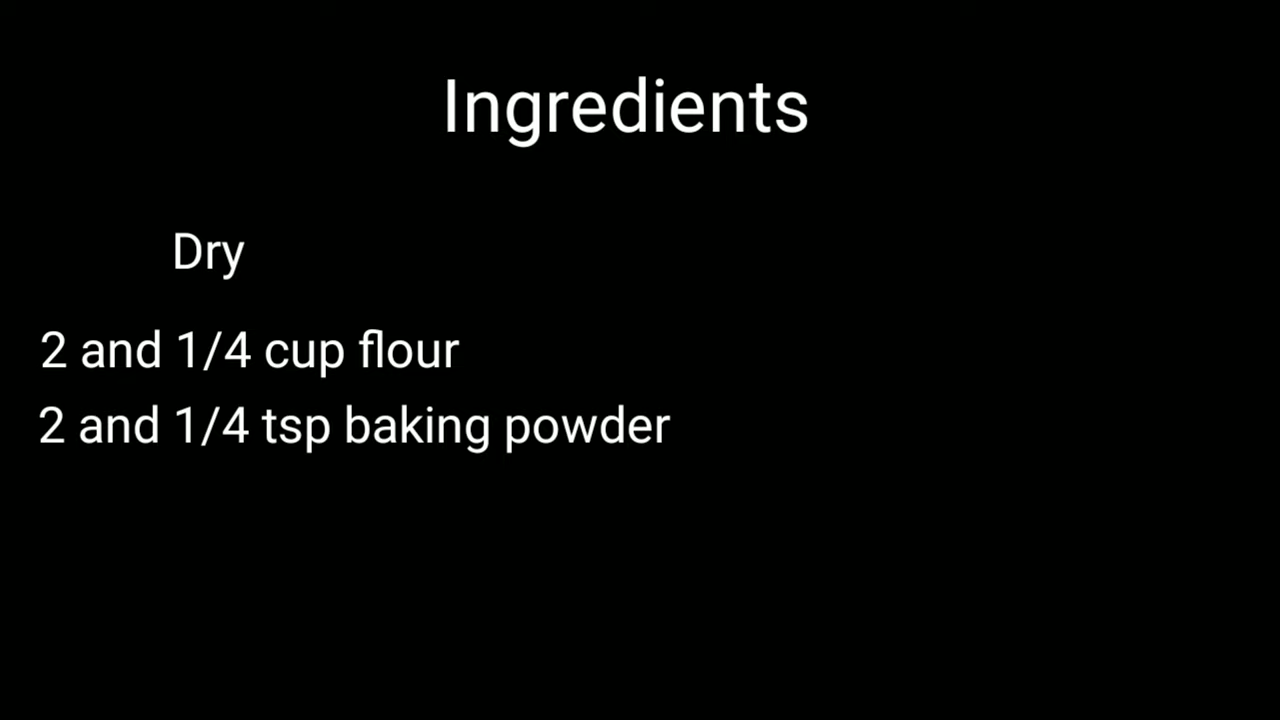 Ingredients
Dry
2 and 1/4 cup flour
2 and 1/4 tsp baking powder